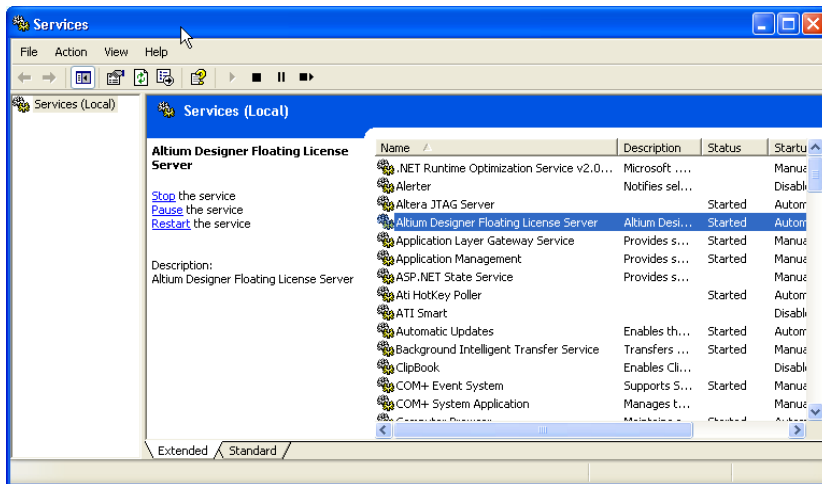 Services
File Action View Help
Services (Local)
Services (Local)
Altium Designer Floating License
Server
Stop the service
Pause the service
Restart the service
Description:
Altium Designer Floating License Server
Name Description Status Startu
.NET Runtime Optimization Service v2.0... Microsoft .... Manua
Alerter Notifies sel... Disabl
Altera JTAG Server Started Autom
Altium Designer Floating License Server Altium Desi... Started Autom
Application Layer Gateway Service Provides s... Started Manua
Application Management Provides s... Started Manua
ASP.NET State Service Provides s... Manua
Ati HotKey Poller Started Autom
ATI Smart Disabl
Automatic Updates Enables th... Started Autom
Background Intelligent Transfer Service Transfers ... Started Manua
ClipBook Enables Cli... Disabl
COM+ Event System Supports S... Started Manua
COM+ System Application Manages t... Manua
Extended Standard